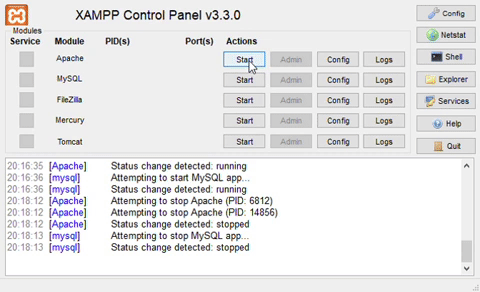 XAMPP Control Panel v3.3.0
Modules
Service Module PID(s) Port(s) Actions
Apache Start Admin Config Logs
MySQL Start Admin Config Logs
FileZilla Start Admin Config Logs
Mercury Start Admin Config Logs
Tomcat Start Admin Config Logs
Config
Netstat
Shell
Explorer
Services
Help
Quit
20:16:35 [Apache] Status change detected: running
20:16:36 [mysql] Attempting to start MySQL app...
20:16:36 [mysql] Status change detected: running
20:18:12 [Apache] Attempting to stop Apache (PID: 6812)
20:18:12 [Apache] Attempting to stop Apache (PID: 14856)
20:18:13 [Apache] Status change detected: stopped
20:18:13 [mysql] Attempting to stop MySQL app...
20:18:13 [mysql] Status change detected: stopped